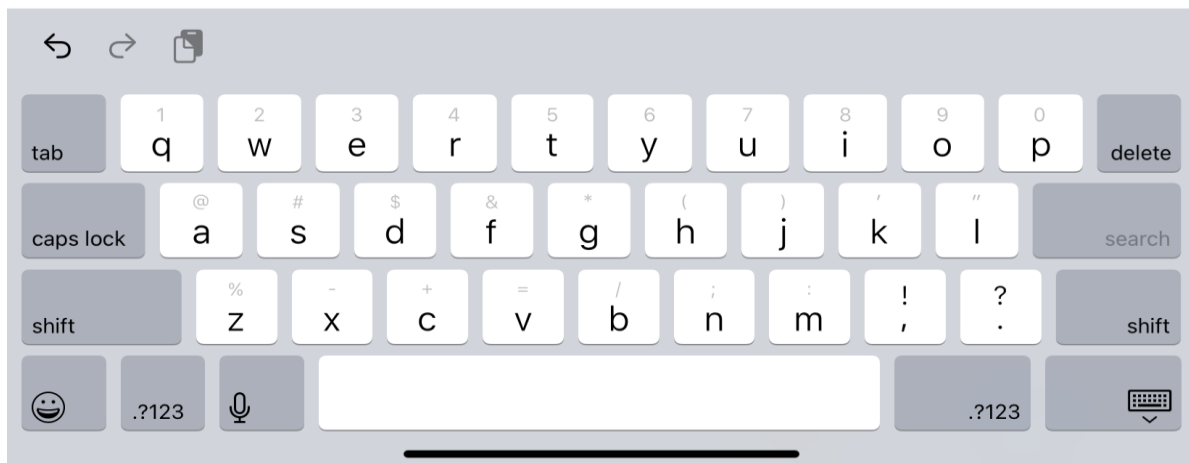 1 2 3 4 5 6 7 8 9 0
tab q w e r t y u i o p delete
@ # $ & * ( ) ' "
caps lock a s d f g h j k l search
% - + = / ; : ! ?
shift z x c v b n m , . shift
.?123 .?123